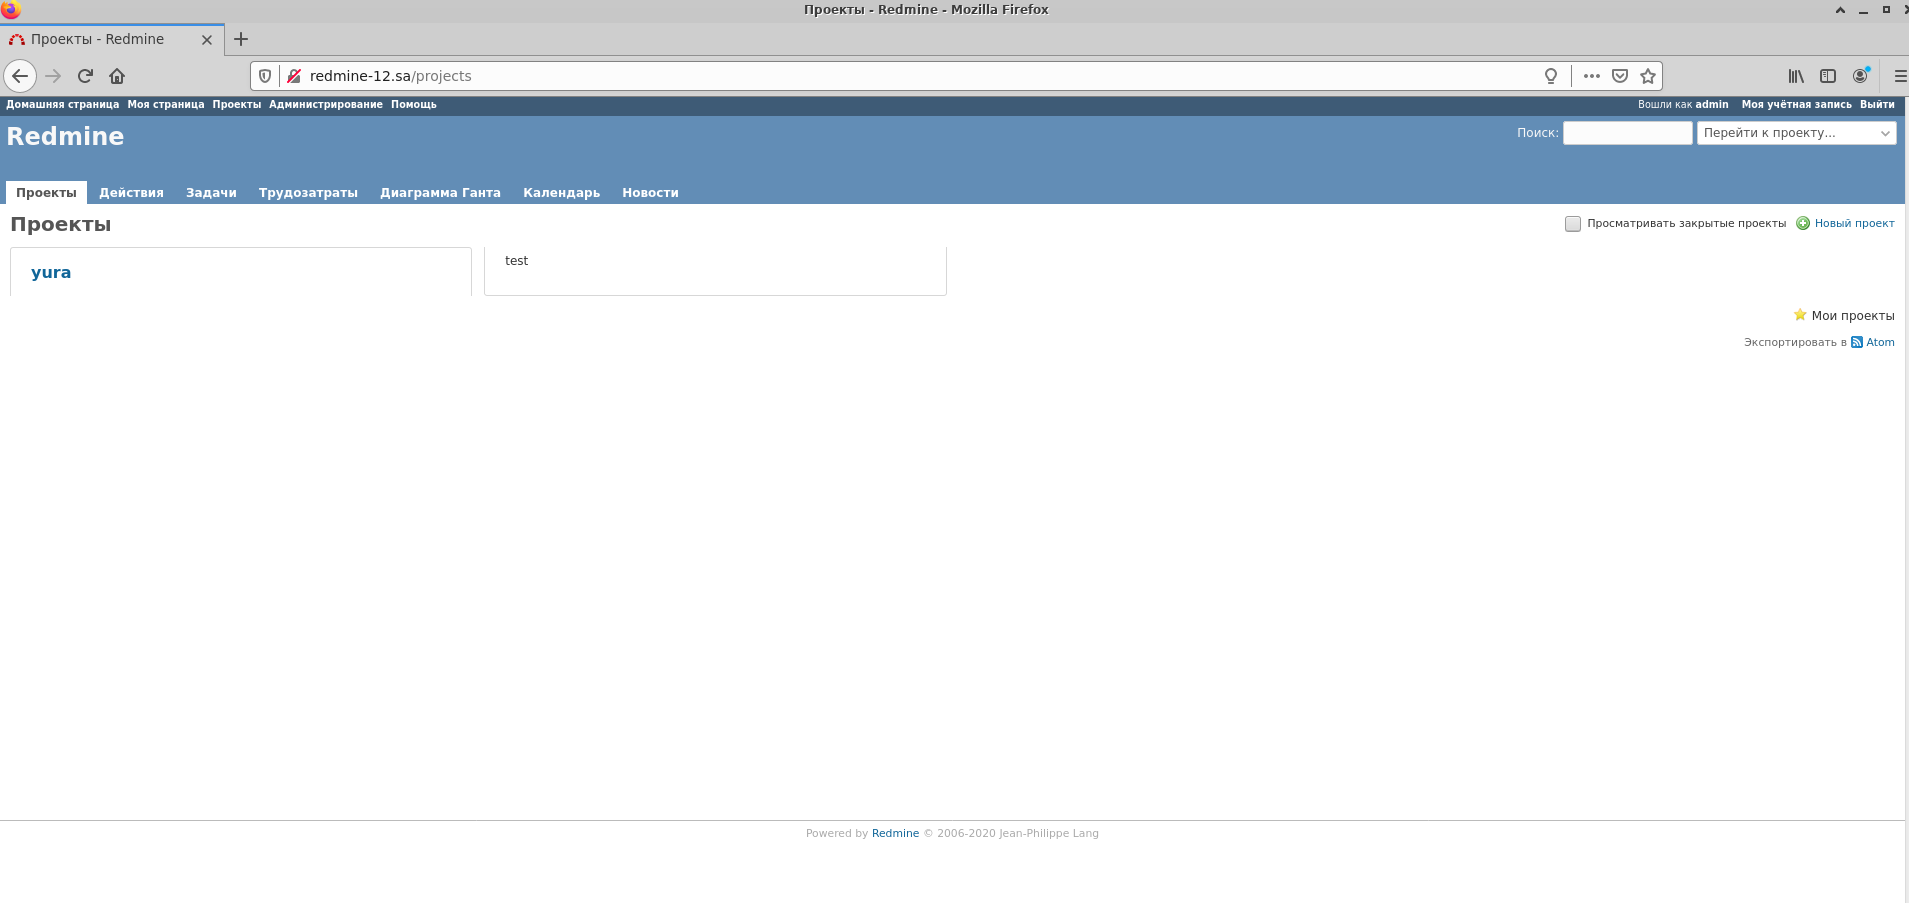 Проекты - Redmine - Mozilla Firefox
Проекты - Redmine
redmine-12.sa/projects
Домашняя страница Моя страница Проекты Администрирование Помощь
Вошли как admin Моя учётная запись Выйти
Redmine
Поиск: Перейти к проекту...
Проекты Действия Задачи Трудозатраты Диаграмма Ганта Календарь Новости
Проекты
Просматривать закрытые проекты Новый проект
yura
test
Мои проекты
Экспортировать в Atom
Powered by Redmine © 2006-2020 Jean-Philippe Lang